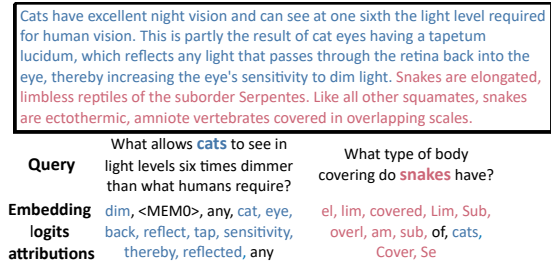 Cats have excellent night vision and can see at one sixth the light level required
for human vision. This is partly the result of cat eyes having a tapetum
lucidum, which reflects any light that passes through the retina back into the
eye, thereby increasing the eye's sensitivity to dim light. Snakes are elongated,
limbless reptiles of the suborder Serpentes. Like all other squamates, snakes
are ectothermic, amniote vertebrates covered in overlapping scales.
Query
What allows cats to see in
light levels six times dimmer
than what humans require?
What type of body
covering do snakes have?
Embedding
logits
attributions
dim, <MEM0>, any, cat, eye,
back, reflect, tap, sensitivity,
thereby, reflected, any
el, lim, covered, Lim, Sub,
overl, am, sub, of, cats,
Cover, Se